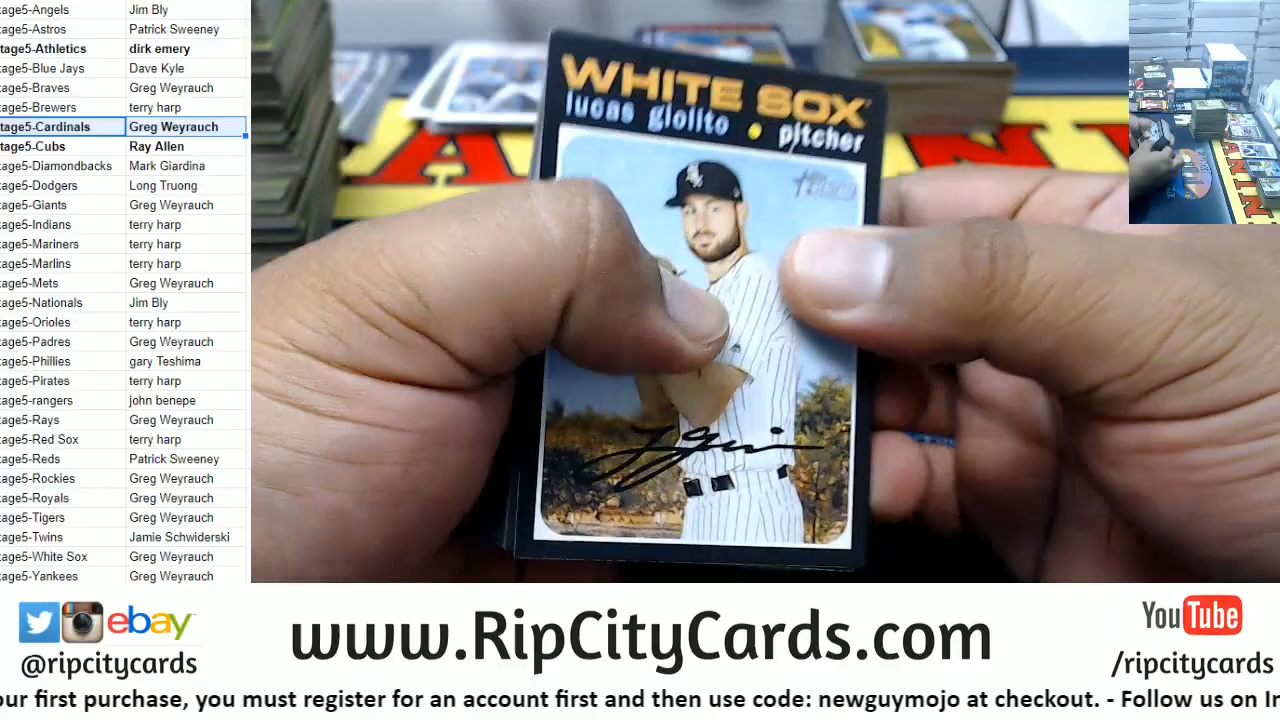 tage5-Angels Jim Bly
tage5-Astros Patrick Sweeney
tage5-Athletics dirk emery
tage5-Blue Jays Dave Kyle
tage5-Braves Greg Weyrauch
tage5-Brewers terry harp
tage5-Cardinals Greg Weyrauch
tage5-Cubs Ray Allen
tage5-Diamondbacks Mark Giardina
tage5-Dodgers Long Truong
tage5-Giants Greg Weyrauch
tage5-Indians terry harp
tage5-Mariners terry harp
tage5-Marlins terry harp
tage5-Mets Greg Weyrauch
tage5-Nationals Jim Bly
tage5-Orioles terry harp
tage5-Padres Greg Weyrauch
tage5-Phillies gary Teshima
tage5-Pirates terry harp
tage5-rangers john benepe
tage5-Rays Greg Weyrauch
tage5-Red Sox terry harp
tage5-Reds Patrick Sweeney
tage5-Rockies Greg Weyrauch
tage5-Royals Greg Weyrauch
tage5-Tigers Greg Weyrauch
tage5-Twins Jamie Schwiderski
tage5-White Sox Greg Weyrauch
tage5-Yankees Greg Weyrauch
WHITE SOX
lucas giolito • pitcher
ebay
@ripcitycards
www.RipCityCards.com
YouTube
/ripcitycards
our first purchase, you must register for an account first and then use code: newguymojo at checkout. - Follow us on In